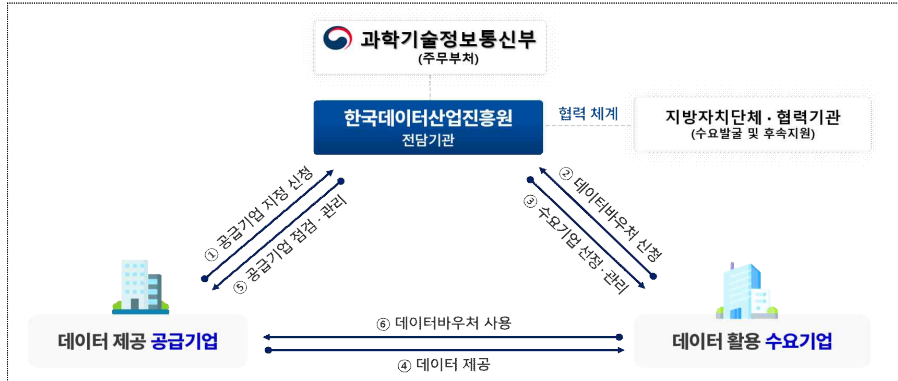 과학기술정보통신부
(주무부처)
한국데이터산업진흥원
전담기관
협력 체계
지방자치단체 · 협력기관
(수요발굴 및 후속지원)
① 공급기업 지정 신청
⑤ 공급기업 점검 · 관리
② 데이터바우처 신청
③ 수요기업 선정·관리
데이터 제공 공급기업
⑥ 데이터바우처 사용
④ 데이터 제공
데이터 활용 수요기업